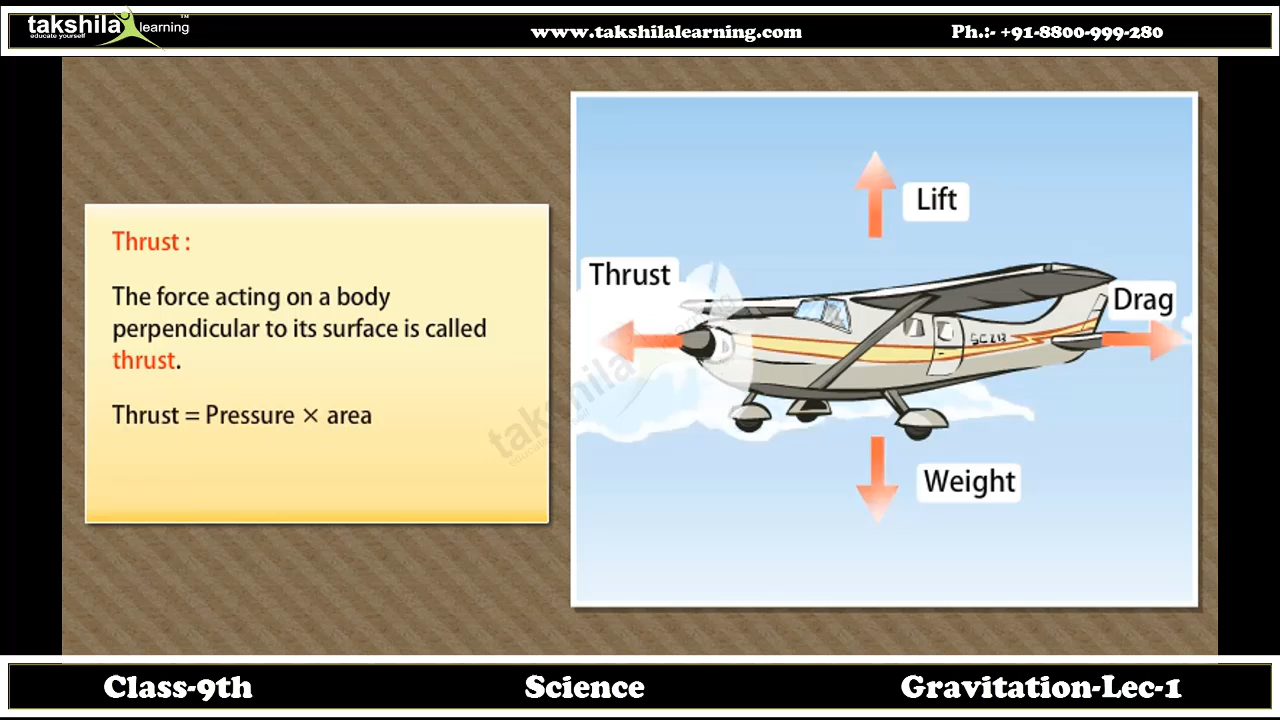 takshila learning™
educate yourself
www.takshilalearning.com
Ph.:- +91-8800-999-280
Thrust :
The force acting on a body
perpendicular to its surface is called
thrust.
Thrust = Pressure × area
Lift
Thrust
Drag
Weight
takshila learning
Class-9th
Science
Gravitation-Lec-1